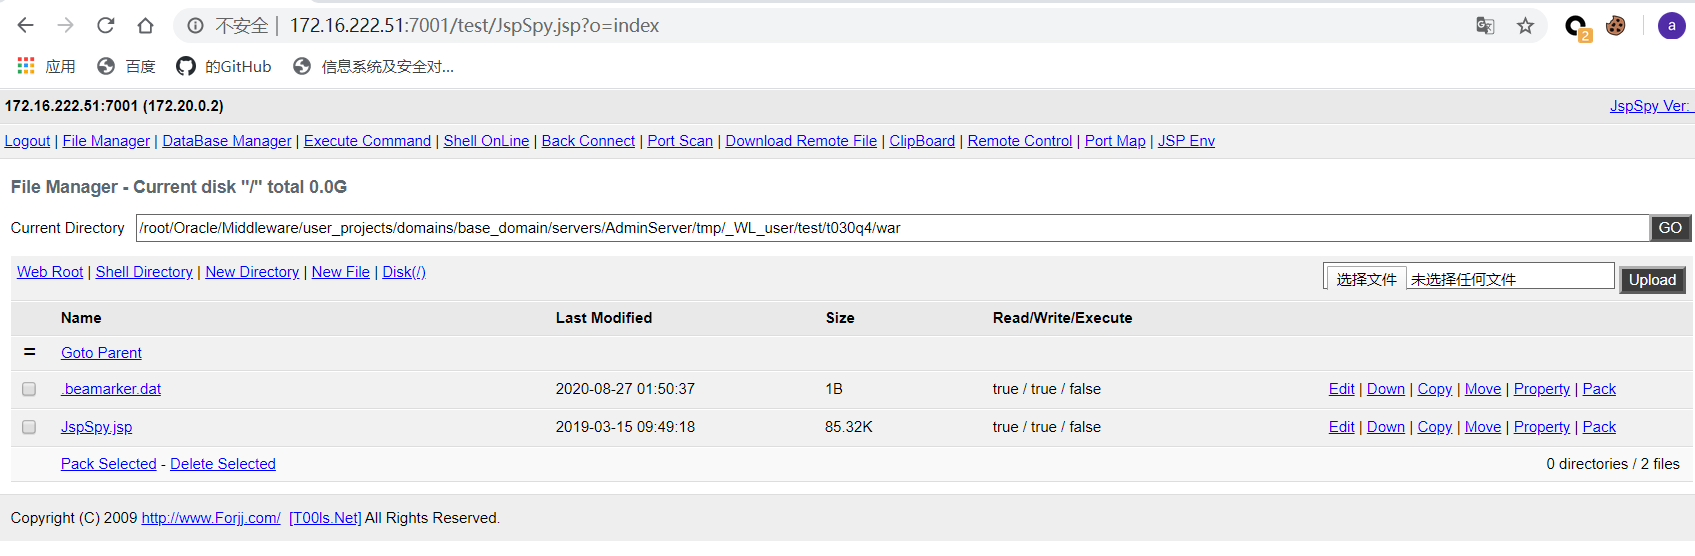 不安全 | 172.16.222.51:7001/test/JspSpy.jsp?o=index
2
a
应用 百度 的GitHub 信息系统及安全对...
172.16.222.51:7001 (172.20.0.2) JspSpy Ver:
Logout | File Manager | DataBase Manager | Execute Command | Shell OnLine | Back Connect | Port Scan | Download Remote File | ClipBoard | Remote Control | Port Map | JSP Env
File Manager - Current disk "/" total 0.0G
Current Directory /root/Oracle/Middleware/user_projects/domains/base_domain/servers/AdminServer/tmp/_WL_user/test/t030q4/war GO
Web Root | Shell Directory | New Directory | New File | Disk(/) 选择文件 未选择任何文件 Upload
Name Last Modified Size Read/Write/Execute
= Goto Parent
.beamarker.dat 2020-08-27 01:50:37 1B true / true / false Edit | Down | Copy | Move | Property | Pack
JspSpy.jsp 2019-03-15 09:49:18 85.32K true / true / false Edit | Down | Copy | Move | Property | Pack
Pack Selected - Delete Selected 0 directories / 2 files
Copyright (C) 2009 http://www.Forjj.com/ [T00ls.Net] All Rights Reserved.